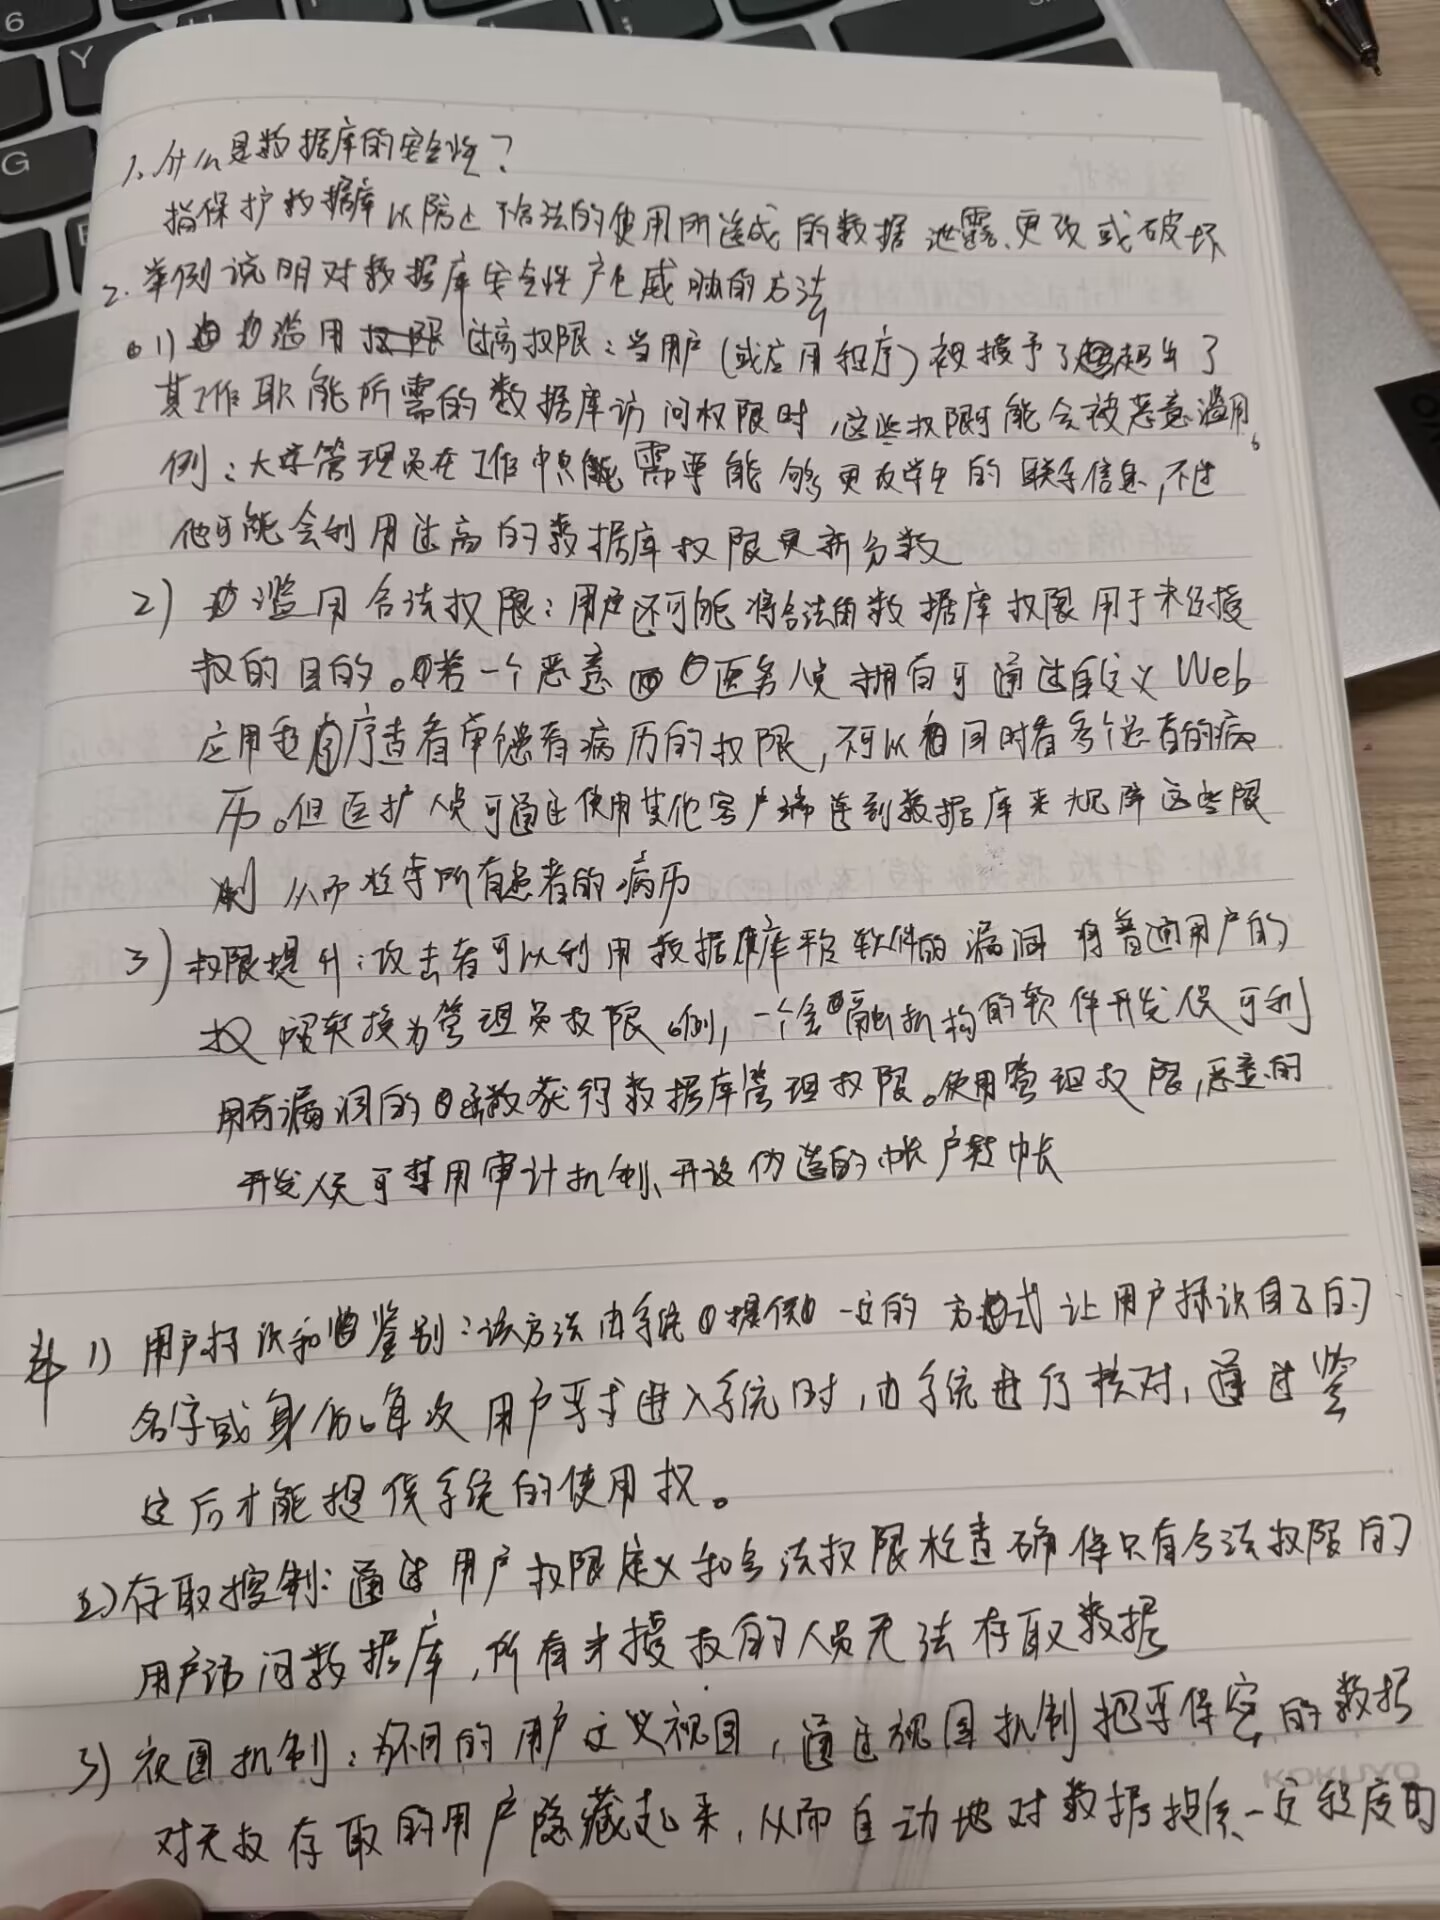 1、什么是数据库的安全性?
指保护数据库以防止不合法的使用所造成的数据泄露、更改或破坏
2.举例说明对数据库安全性产生威胁的方法
1)滥用过高权限:当用户(或应用程序)被授予了超出了
其工作职能所需的数据库访问权限时,这些权限可能会被恶意滥用。
例:大学管理员在工作中只需要能够更改学生的联系信息,不过
他可能会利用过高的数据库权限更新分数
2)滥用合法权限:用户还可能将合法的数据库权限用于未经授
权的目的。若一个恶意医务人员拥有可通过自定义Web
应用程序查看单个患者病历的权限,不可以同时看多个患者的病
历。但医护人员可通过使用其他客户端连到数据库来规避这些限
制从而查看所有患者的病历
3)权限提升:攻击者可以利用数据库平台软件的漏洞将普通用户的
权限转换为管理员权限。例,一个金融机构的软件开发人员可利
用有漏洞的函数获得数据库管理权限。使用管理权限,恶意的
开发人员可禁用审计机制、开设伪造的帐户转帐
4 1)用户标识和鉴别:该方法由系统提供一定的方式让用户标识自己的
名字或身份。每次用户要求进入系统时,由系统进行核对,通过鉴
定后才能提供系统的使用权。
2)存取控制:通过用户权限定义和合法权限检查确保只有合法权限的
用户访问数据库,所有未授权的人员无法存取数据
3)视图机制:为不同的用户定义视图,通过视图机制把要保密的数据
对无权存取的用户隐藏起来,从而自动地对数据提供一定程度的
KOKUYO